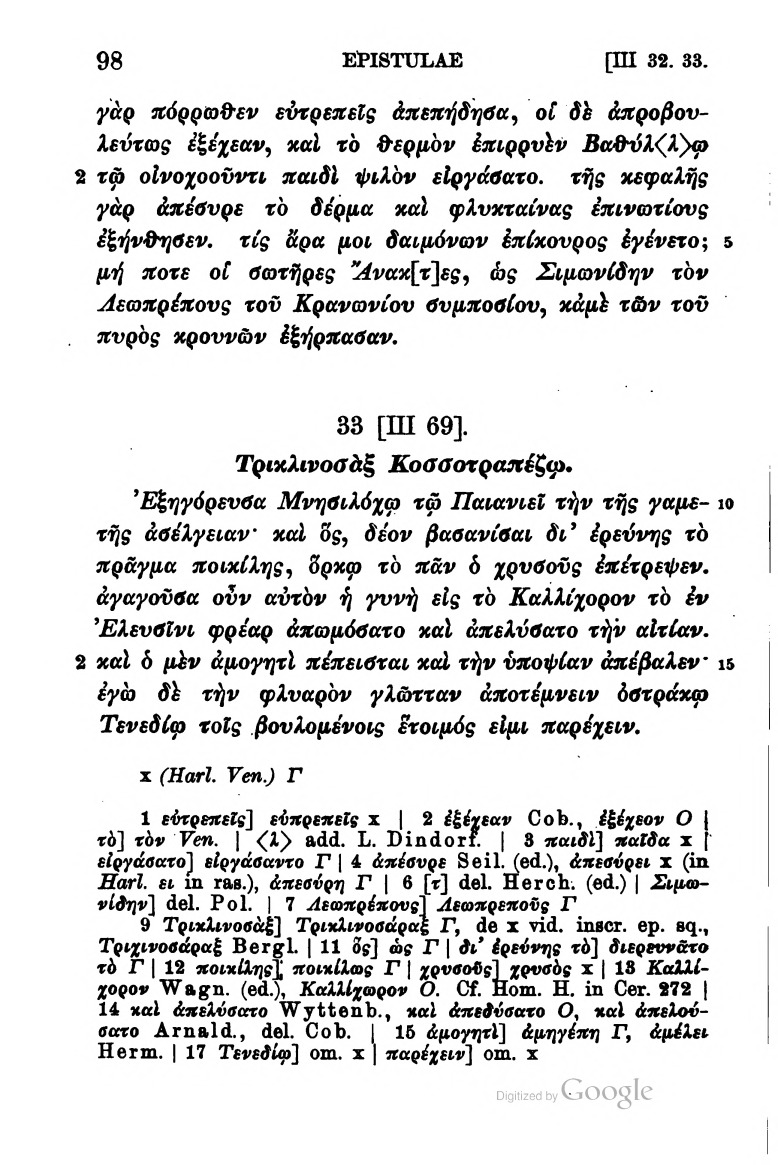 98 EPISTULAE [III 32. 33.
γὰρ πόρρωθεν εὐτρεπεῖς ἀπεπήδησα, οἱ δὲ ἀπροβου-
λεύτως ἐξέχεαν, καὶ τὸ θερμὸν ἐπιρρυὲν Βαθύλ⟨λ⟩ῳ
2 τῷ οἰνοχοοῦντι παιδὶ ψιλὸν εἰργάσατο. τῆς κεφαλῆς
γὰρ ἀπέσυρε τὸ δέρμα καὶ φλυκταίνας ἐπινωτίους
ἐξήνθησεν. τίς ἄρα μοι δαιμόνων ἐπίκουρος ἐγένετο; 5
μή ποτε οἱ σωτῆρες Ἄνακ[τ]ες, ὡς Σιμωνίδην τὸν
Λεωπρέπους τοῦ Κρανωνίου συμποσίου, κἀμὲ τῶν τοῦ
πυρὸς κρουνῶν ἐξήρπασαν.
33 [III 69].
Τρικλινοσὰξ Κοσσοτραπέζῳ.
Ἐξηγόρευσα Μνησιλόχῳ τῷ Παιανιεῖ τὴν τῆς γαμε- 10
τῆς ἀσέλγειαν· καὶ ὅς, δέον βασανίσαι δι' ἐρεύνης τὸ
πρᾶγμα ποικίλης, ὅρκῳ τὸ πᾶν ὁ χρυσοῦς ἐπέτρεψεν.
ἀγαγοῦσα οὖν αὐτὸν ἡ γυνὴ εἰς τὸ Καλλίχορον τὸ ἐν
Ἐλευσῖνι φρέαρ ἀπωμόσατο καὶ ἀπελύσατο τὴν αἰτίαν.
2 καὶ ὁ μὲν ἀμογητὶ πέπεισται καὶ τὴν ὑποψίαν ἀπέβαλεν· 15
ἐγὼ δὲ τὴν φλυαρὸν γλῶτταν ἀποτέμνειν ὀστράκῳ
Τενεδίῳ τοῖς βουλομένοις ἕτοιμός εἰμι παρέχειν.
x (Harl. Ven.) Γ
1 εὐτρεπεῖς] εὐπρεπεῖς x | 2 ἐξέχεαν Cob., ἐξέχεον O |
τὸ] τὸν Ven. | ⟨λ⟩ add. L. Dindorf. | 3 παιδὶ] παῖδα x |
εἰργάσατο] εἰργάσαντο Γ | 4 ἀπέσυρε Seil. (ed.), ἀπεσύρει x (in
Harl. ει in ras.), ἀπεσύρη Γ | 6 [τ] del. Herch. (ed.) | Σιμω-
νίδην] del. Pol. | 7 Λεωπρέπους] Λεωπρεποῦς Γ
9 Τρικλινοσὰξ] Τρικλινοσάραξ Γ, de x vid. inscr. ep. sq.,
Τριχινοσάραξ Bergl. | 11 ὅς] ὡς Γ | δι' ἐρεύνης τὸ] διερευνᾶτο
τὸ Γ | 12 ποικίλης] ποικίλως Γ | χρυσοῦς] χρυσὸς x | 13 Καλλί-
χορον Wagn. (ed.), Καλλίχωρον O. Cf. Hom. H. in Cer. 272 |
14 καὶ ἀπελύσατο Wyttenb., καὶ ἀπεδύσατο O, καὶ ἀπελού-
σατο Arnald., del. Cob. | 15 ἀμογητὶ] ἀμηγέπη Γ, ἀμέλει
Herm. | 17 Τενεδίῳ] om. x | παρέχειν] om. x
Digitized by Google